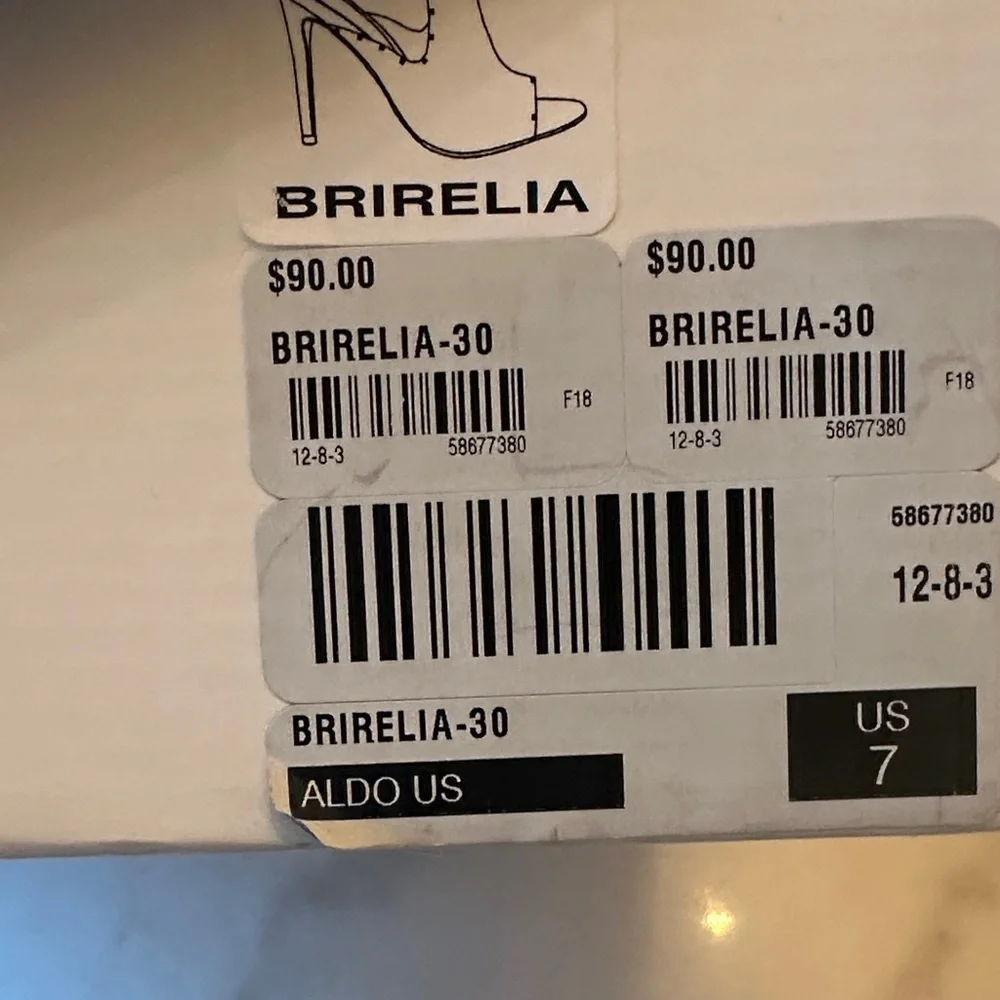 BRIRELIA
$90.00
BRIRELIA-30
F18
12-8-3 58677380
$90.00
BRIRELIA-30
F18
12-8-3 58677380
58677380
12-8-3
BRIRELIA-30
ALDO US
US
7